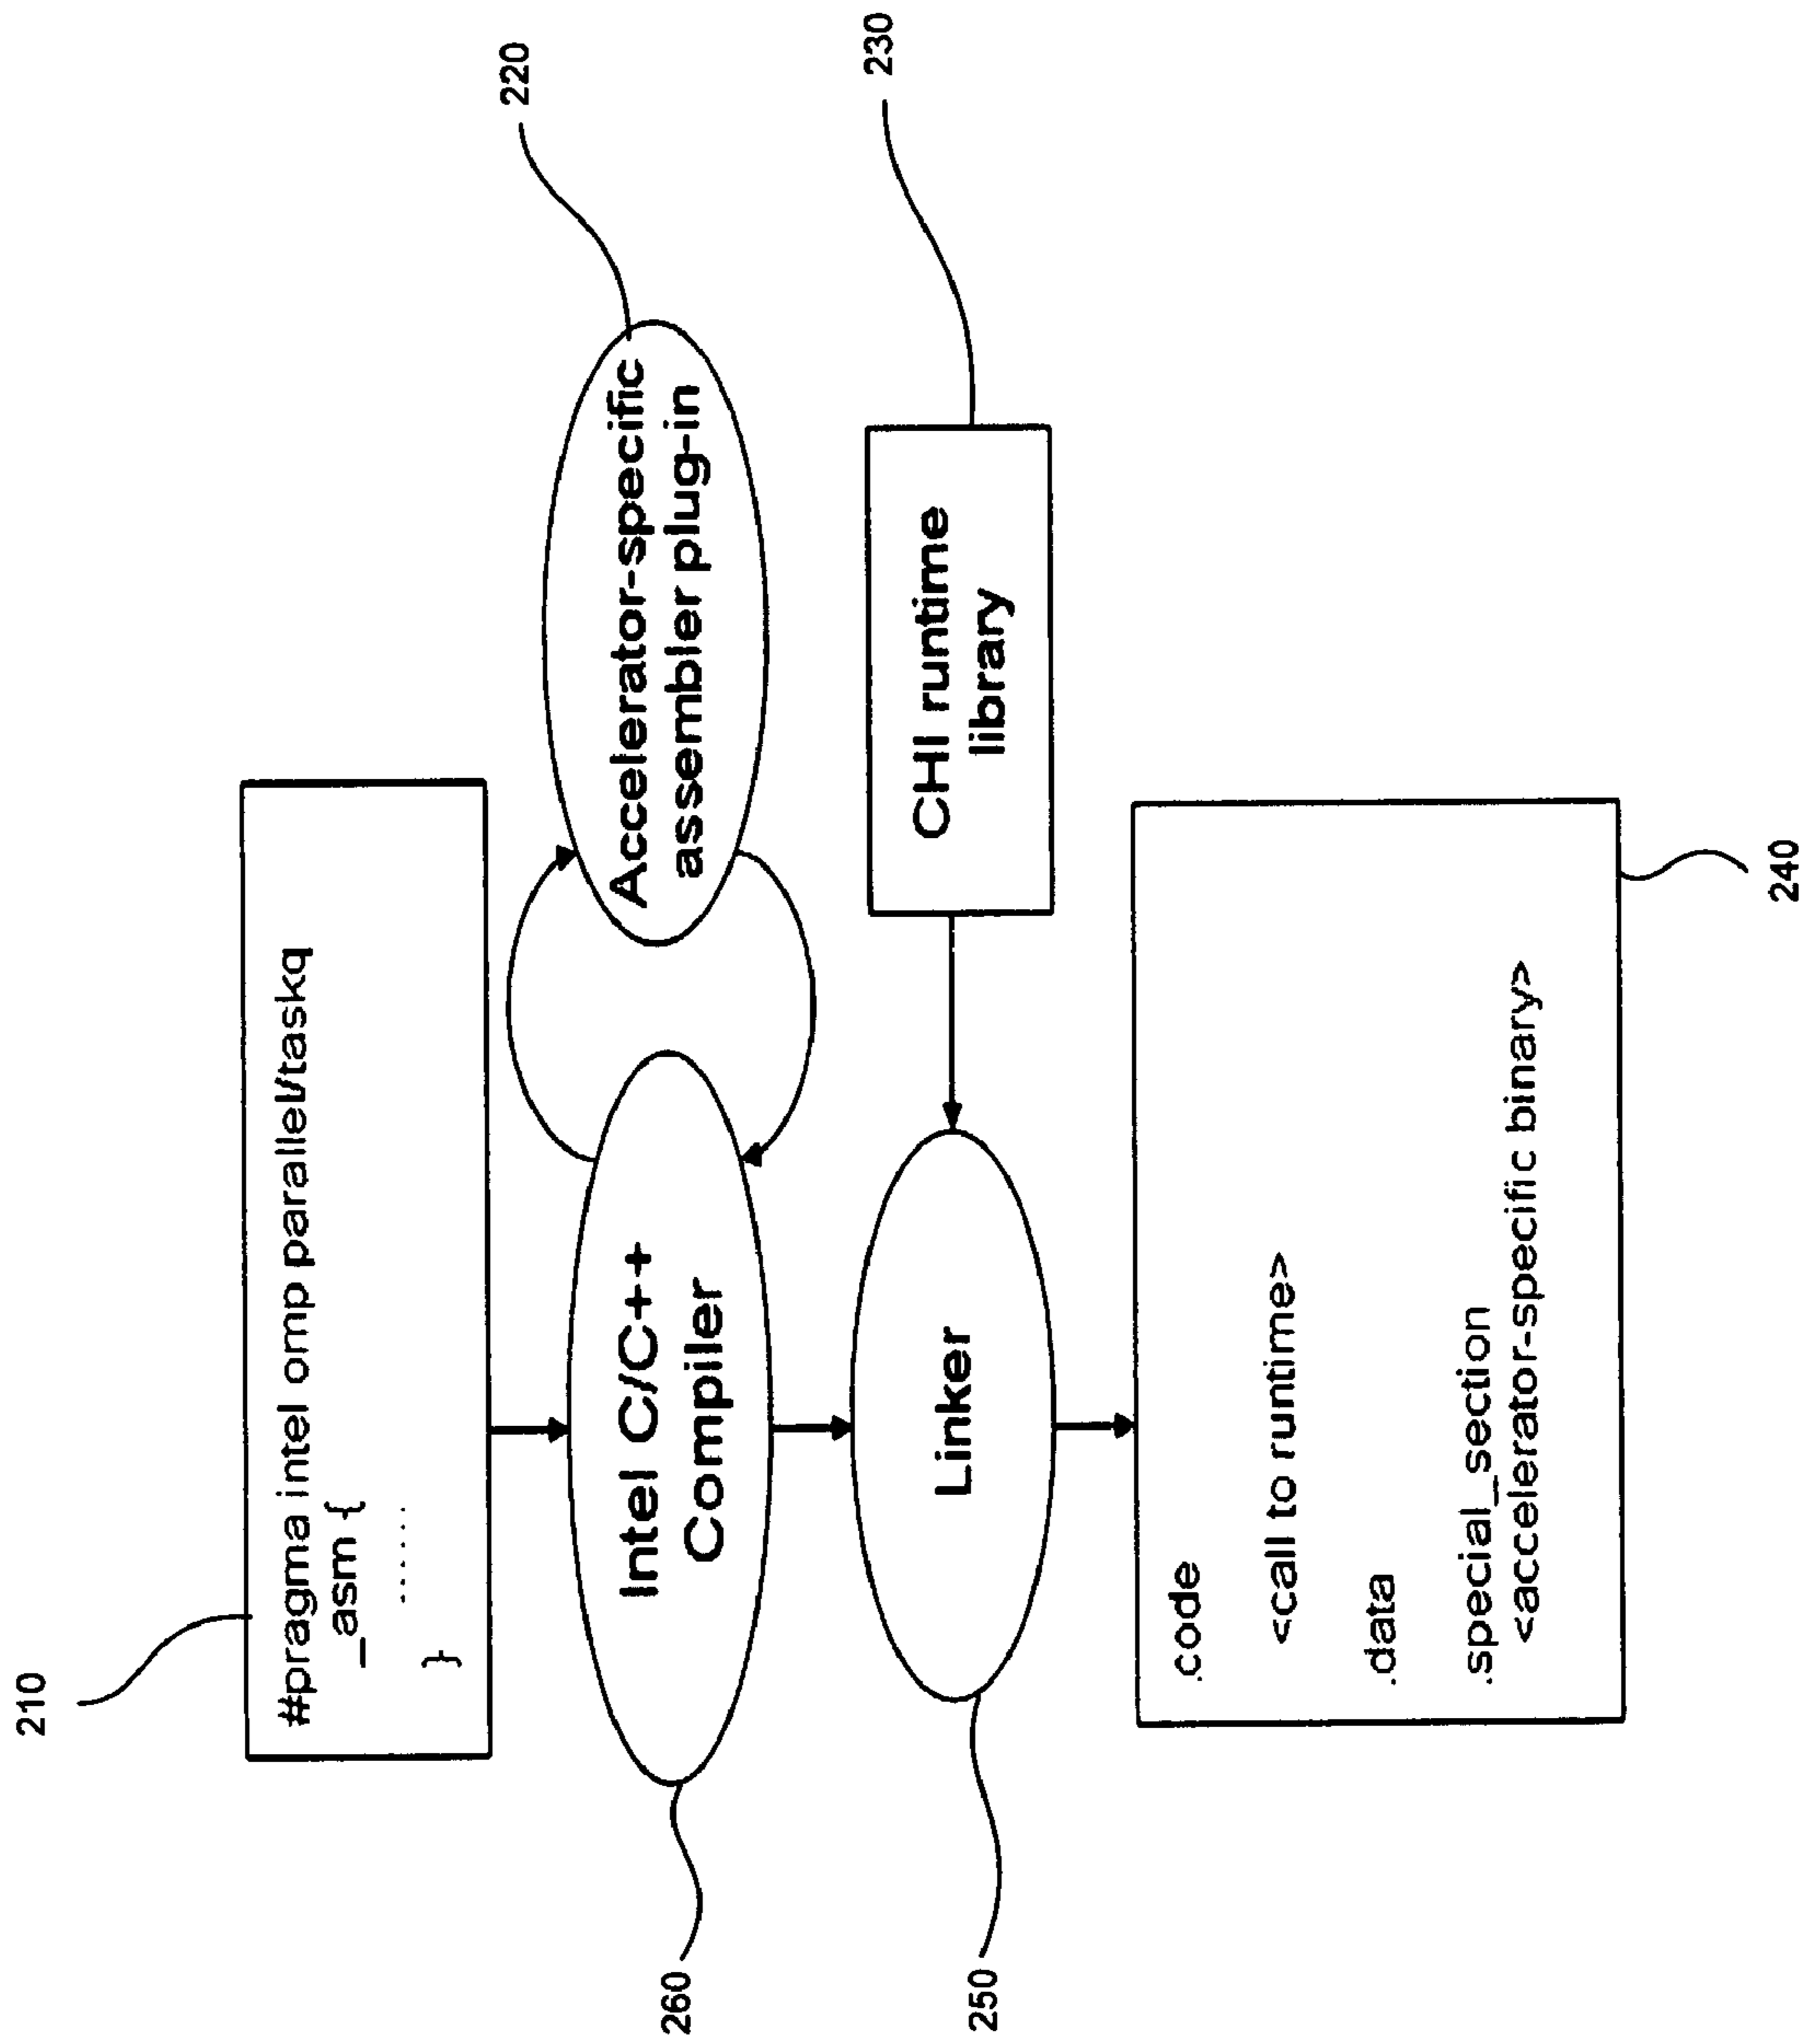 210
#pragma intel omp parallel/taskq
_asm {
......
}
220
Accelerator-specific
assembler plug-in
260
Intel C/C++
Compiler
230
CHI runtime
library
250
Linker
.code
<call to runtime>
.data
.special_section
<accelerator-specific binary>
240